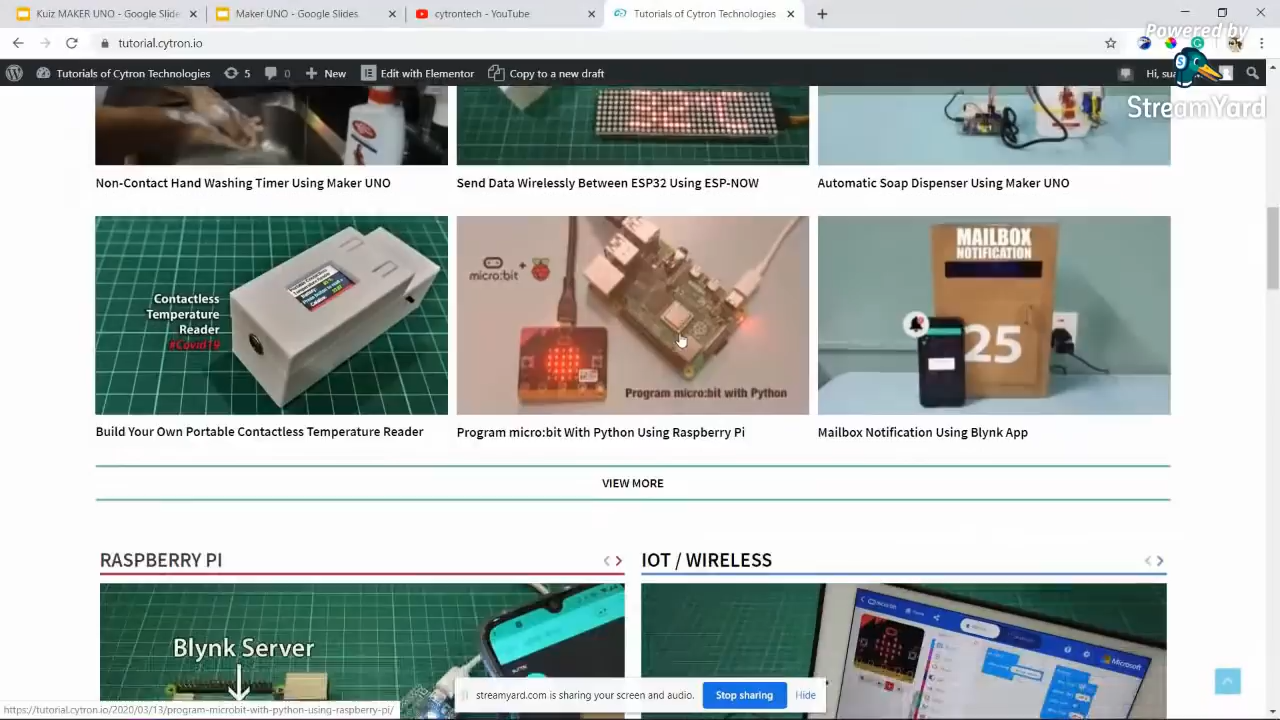 Kuiz MAKER UNO - Google Slide
Maker UNO - Google Slides
cytrontech - YouTube
Tutorials of Cytron Technologies
Powered by
tutorial.cytron.io
Tutorials of Cytron Technologies
5
0
New
Edit with Elementor
Copy to a new draft
StreamYard
Non-Contact Hand Washing Timer Using Maker UNO
Send Data Wirelessly Between ESP32 Using ESP-NOW
Automatic Soap Dispenser Using Maker UNO
Contactless
Temperature
Reader
#Covid19
micro:bit
Program micro:bit with Python
MAILBOX
NOTIFICATION
25
Build Your Own Portable Contactless Temperature Reader
Program micro:bit With Python Using Raspberry Pi
Mailbox Notification Using Blynk App
VIEW MORE
RASPBERRY PI
IOT / WIRELESS
Blynk Server
Microsoft
streamyard.com is sharing your screen and audio.
Stop sharing
Hide
https://tutorial.cytron.io/2020/03/13/program-microbit-with-python-using-raspberry-pi/